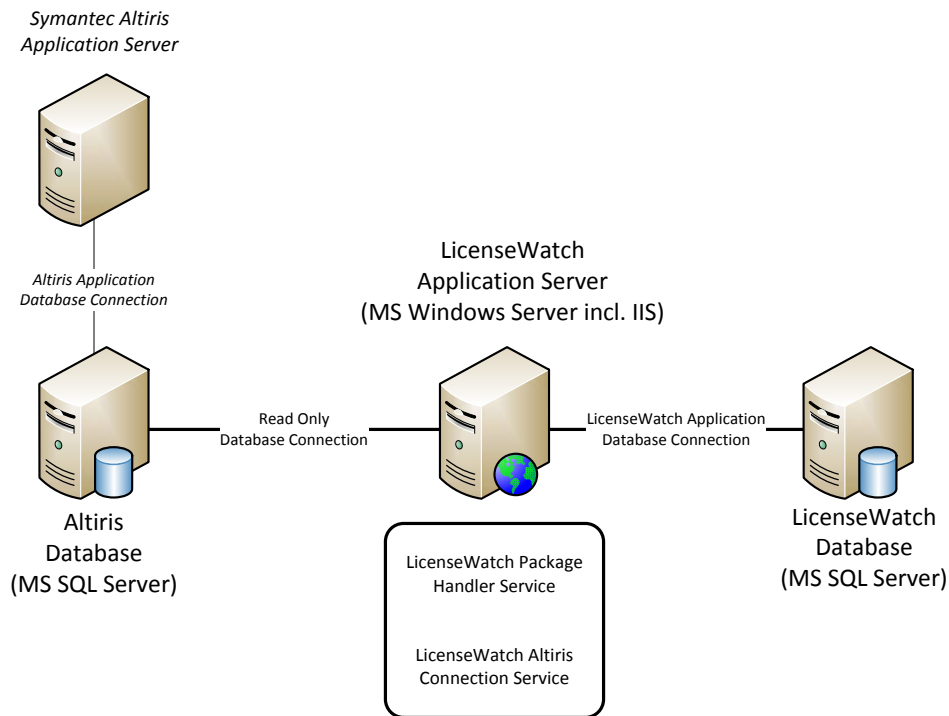 Symantec Altiris
Application Server
Altiris Application
Database Connection
LicenseWatch
Application Server
(MS Windows Server incl. IIS)
Read Only
Database Connection
LicenseWatch Application
Database Connection
Altiris
Database
(MS SQL Server)
LicenseWatch
Database
(MS SQL Server)
LicenseWatch Package
Handler Service
LicenseWatch Altiris
Connection Service